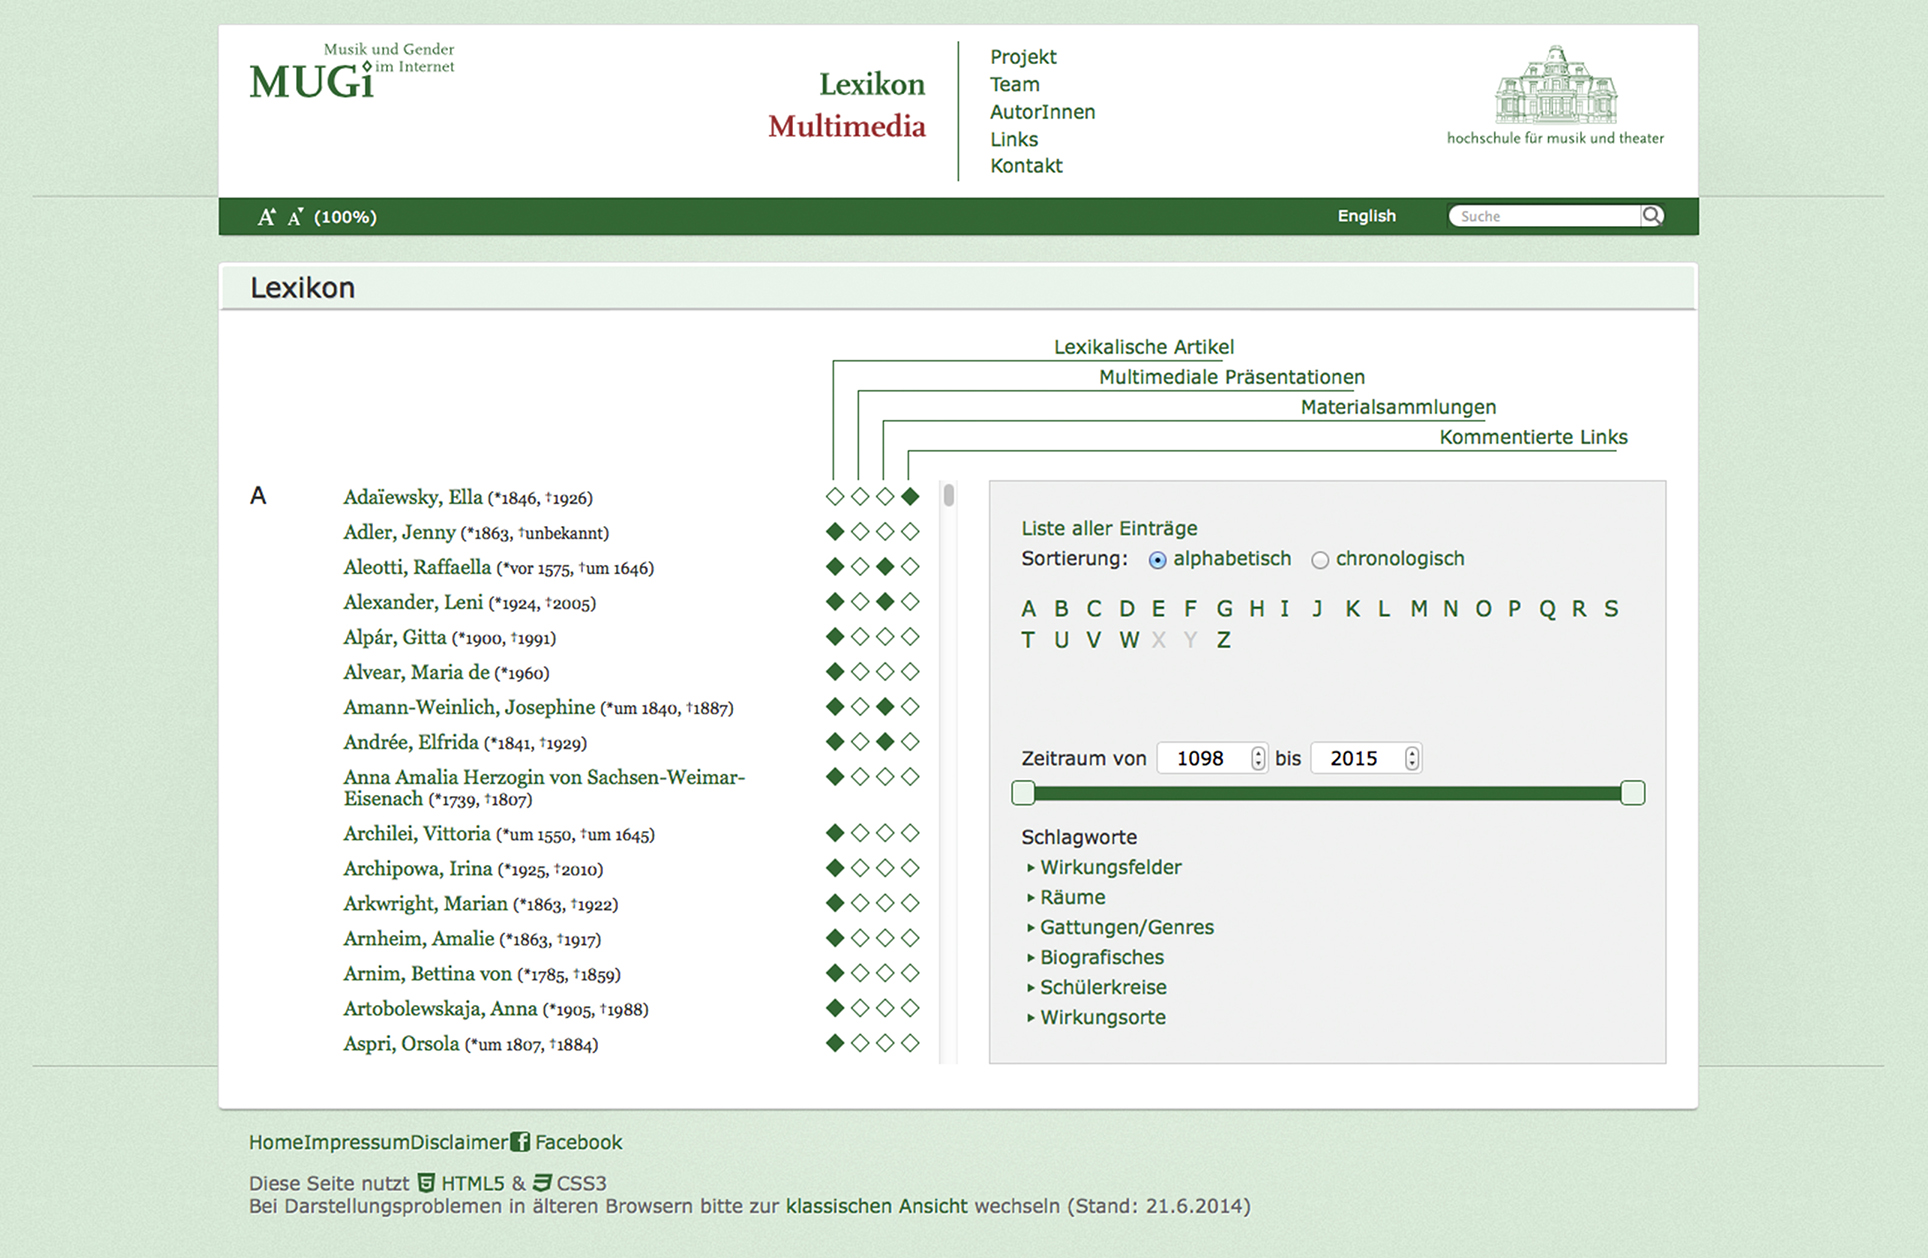 Musik und Gender
im Internet
MUGi
Lexikon
Multimedia
Projekt
Team
AutorInnen
Links
Kontakt
hochschule für musik und theater
A A (100%)
English
Suche
Lexikon
Lexikalische Artikel
Multimediale Präsentationen
Materialsammlungen
Kommentierte Links
A
Adaïewsky, Ella (*1846, †1926)
Adler, Jenny (*1863, †unbekannt)
Aleotti, Raffaella (*vor 1575, †um 1646)
Alexander, Leni (*1924, †2005)
Alpár, Gitta (*1900, †1991)
Alvear, Maria de (*1960)
Amann-Weinlich, Josephine (*um 1840, †1887)
Andrée, Elfrida (*1841, †1929)
Anna Amalia Herzogin von Sachsen-Weimar-
Eisenach (*1739, †1807)
Archilei, Vittoria (*um 1550, †um 1645)
Archipowa, Irina (*1925, †2010)
Arkwright, Marian (*1863, †1922)
Arnheim, Amalie (*1863, †1917)
Arnim, Bettina von (*1785, †1859)
Artobolewskaja, Anna (*1905, †1988)
Aspri, Orsola (*um 1807, †1884)
Liste aller Einträge
Sortierung: alphabetisch chronologisch
A B C D E F G H I J K L M N O P Q R S
T U V W X Y Z
Zeitraum von 1098 bis 2015
Schlagworte
Wirkungsfelder
Räume
Gattungen/Genres
Biografisches
Schülerkreise
Wirkungsorte
HomeImpressumDisclaimer Facebook
Diese Seite nutzt HTML5 & CSS3
Bei Darstellungsproblemen in älteren Browsern bitte zur klassischen Ansicht wechseln (Stand: 21.6.2014)